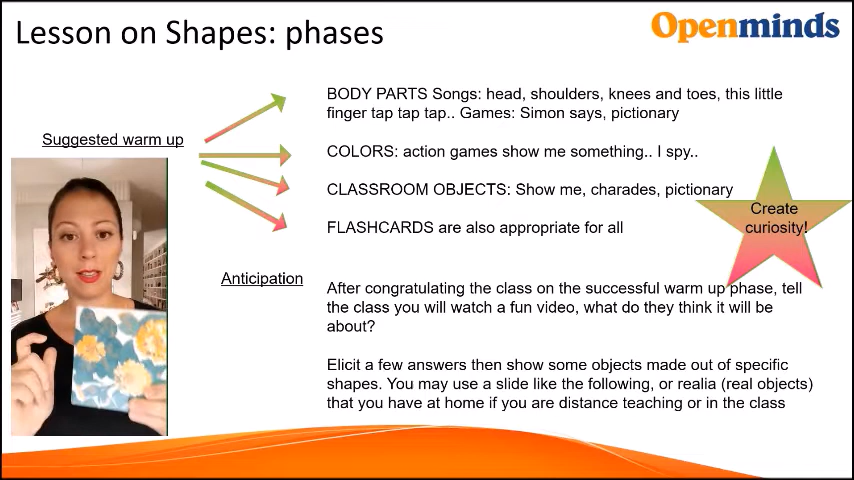 Lesson on Shapes: phases
Openminds
BODY PARTS Songs: head, shoulders, knees and toes, this little
finger tap tap tap.. Games: Simon says, pictionary
Suggested warm up
COLORS: action games show me something.. I spy..
CLASSROOM OBJECTS: Show me, charades, pictionary
Create
curiosity!
FLASHCARDS are also appropriate for all
Anticipation
After congratulating the class on the successful warm up phase, tell
the class you will watch a fun video, what do they think it will be
about?
Elicit a few answers then show some objects made out of specific
shapes. You may use a slide like the following, or realia (real objects)
that you have at home if you are distance teaching or in the class